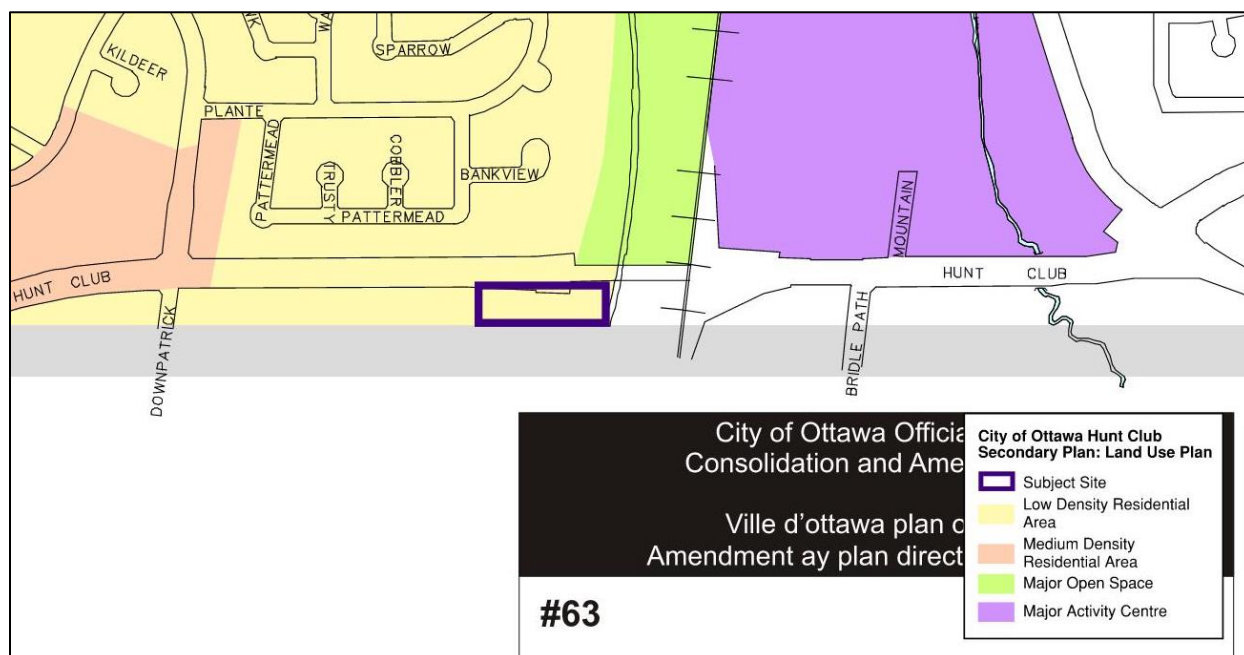 NK
AW
SPARROW
KILDEER
PLANTE
PATTERMEAD
TRUSTY
COBBLER
BANKVIEW
PATTERMEAD
MOUNTAIN
HUNT CLUB
HUNT CLUB
DOWNPATRICK
BRIDLE PATH
City of Ottawa Officia
Consolidation and Ame
Ville d'ottawa plan d
Amendment ay plan direct
#63
City of Ottawa Hunt Club
Secondary Plan: Land Use Plan
Subject Site
Low Density Residential
Area
Medium Density
Residential Area
Major Open Space
Major Activity Centre